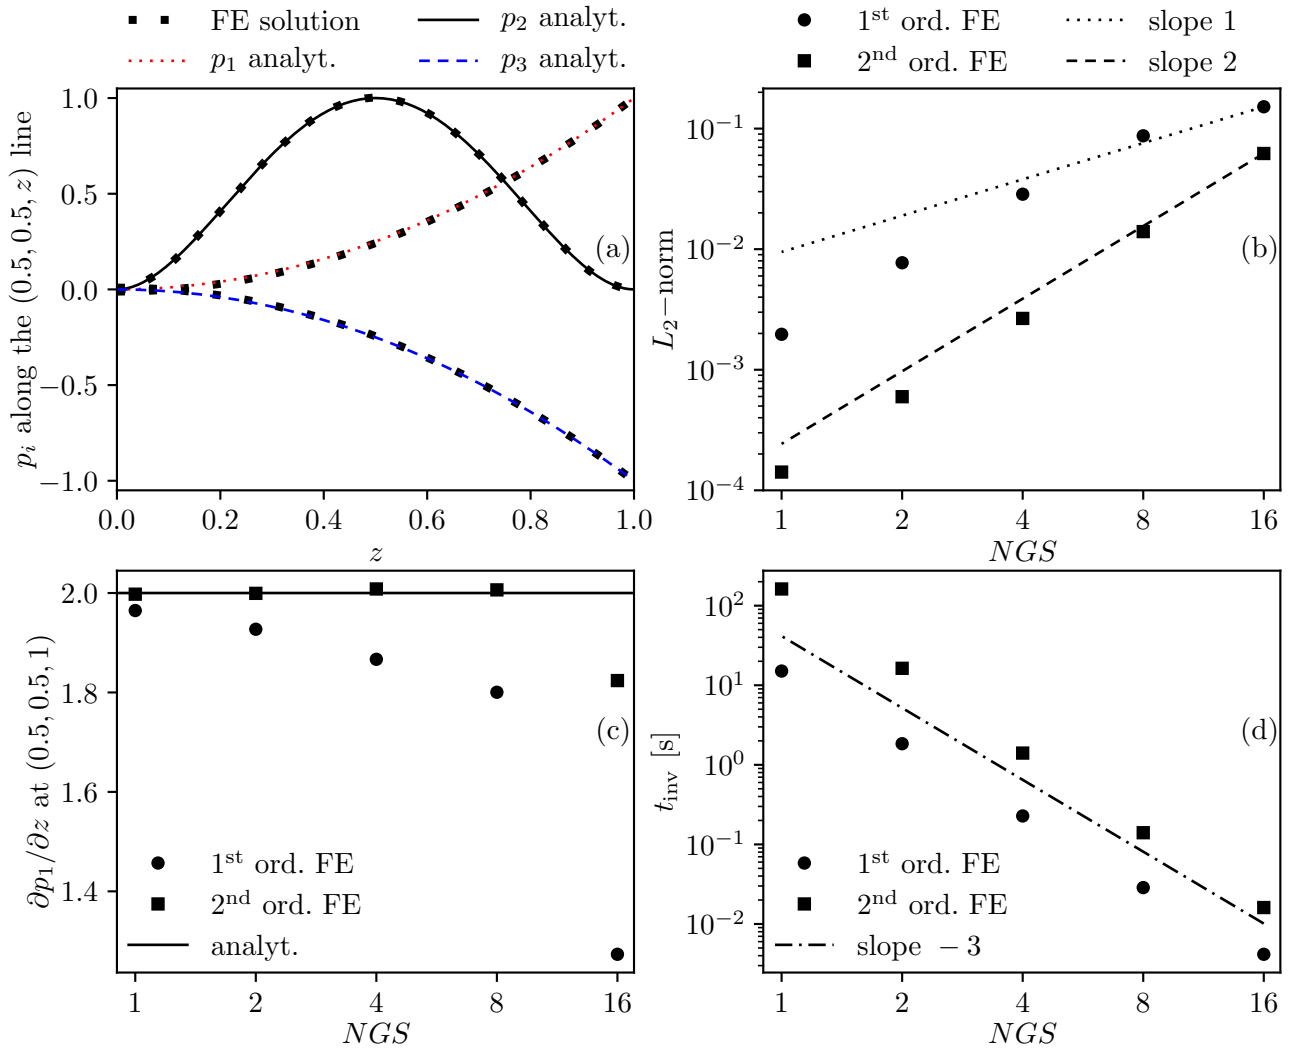 FE solution
p₁ analyt.
p₂ analyt.
p₃ analyt.
1st ord. FE
2nd ord. FE
slope 1
slope 2
1.0
0.5
0.0
−0.5
−1.0
pᵢ along the (0.5, 0.5, z) line
(a)
0.0 0.2 0.4 0.6 0.8 1.0
z
10⁻¹
10⁻²
10⁻³
10⁻⁴
L₂−norm
(b)
1 2 4 8 16
NGS
2.0
1.8
1.6
1.4
∂p₁/∂z at (0.5, 0.5, 1)
(c)
1st ord. FE
2nd ord. FE
analyt.
1 2 4 8 16
NGS
10²
10¹
10⁰
10⁻¹
10⁻²
t_inv [s]
(d)
1st ord. FE
2nd ord. FE
slope −3
1 2 4 8 16
NGS